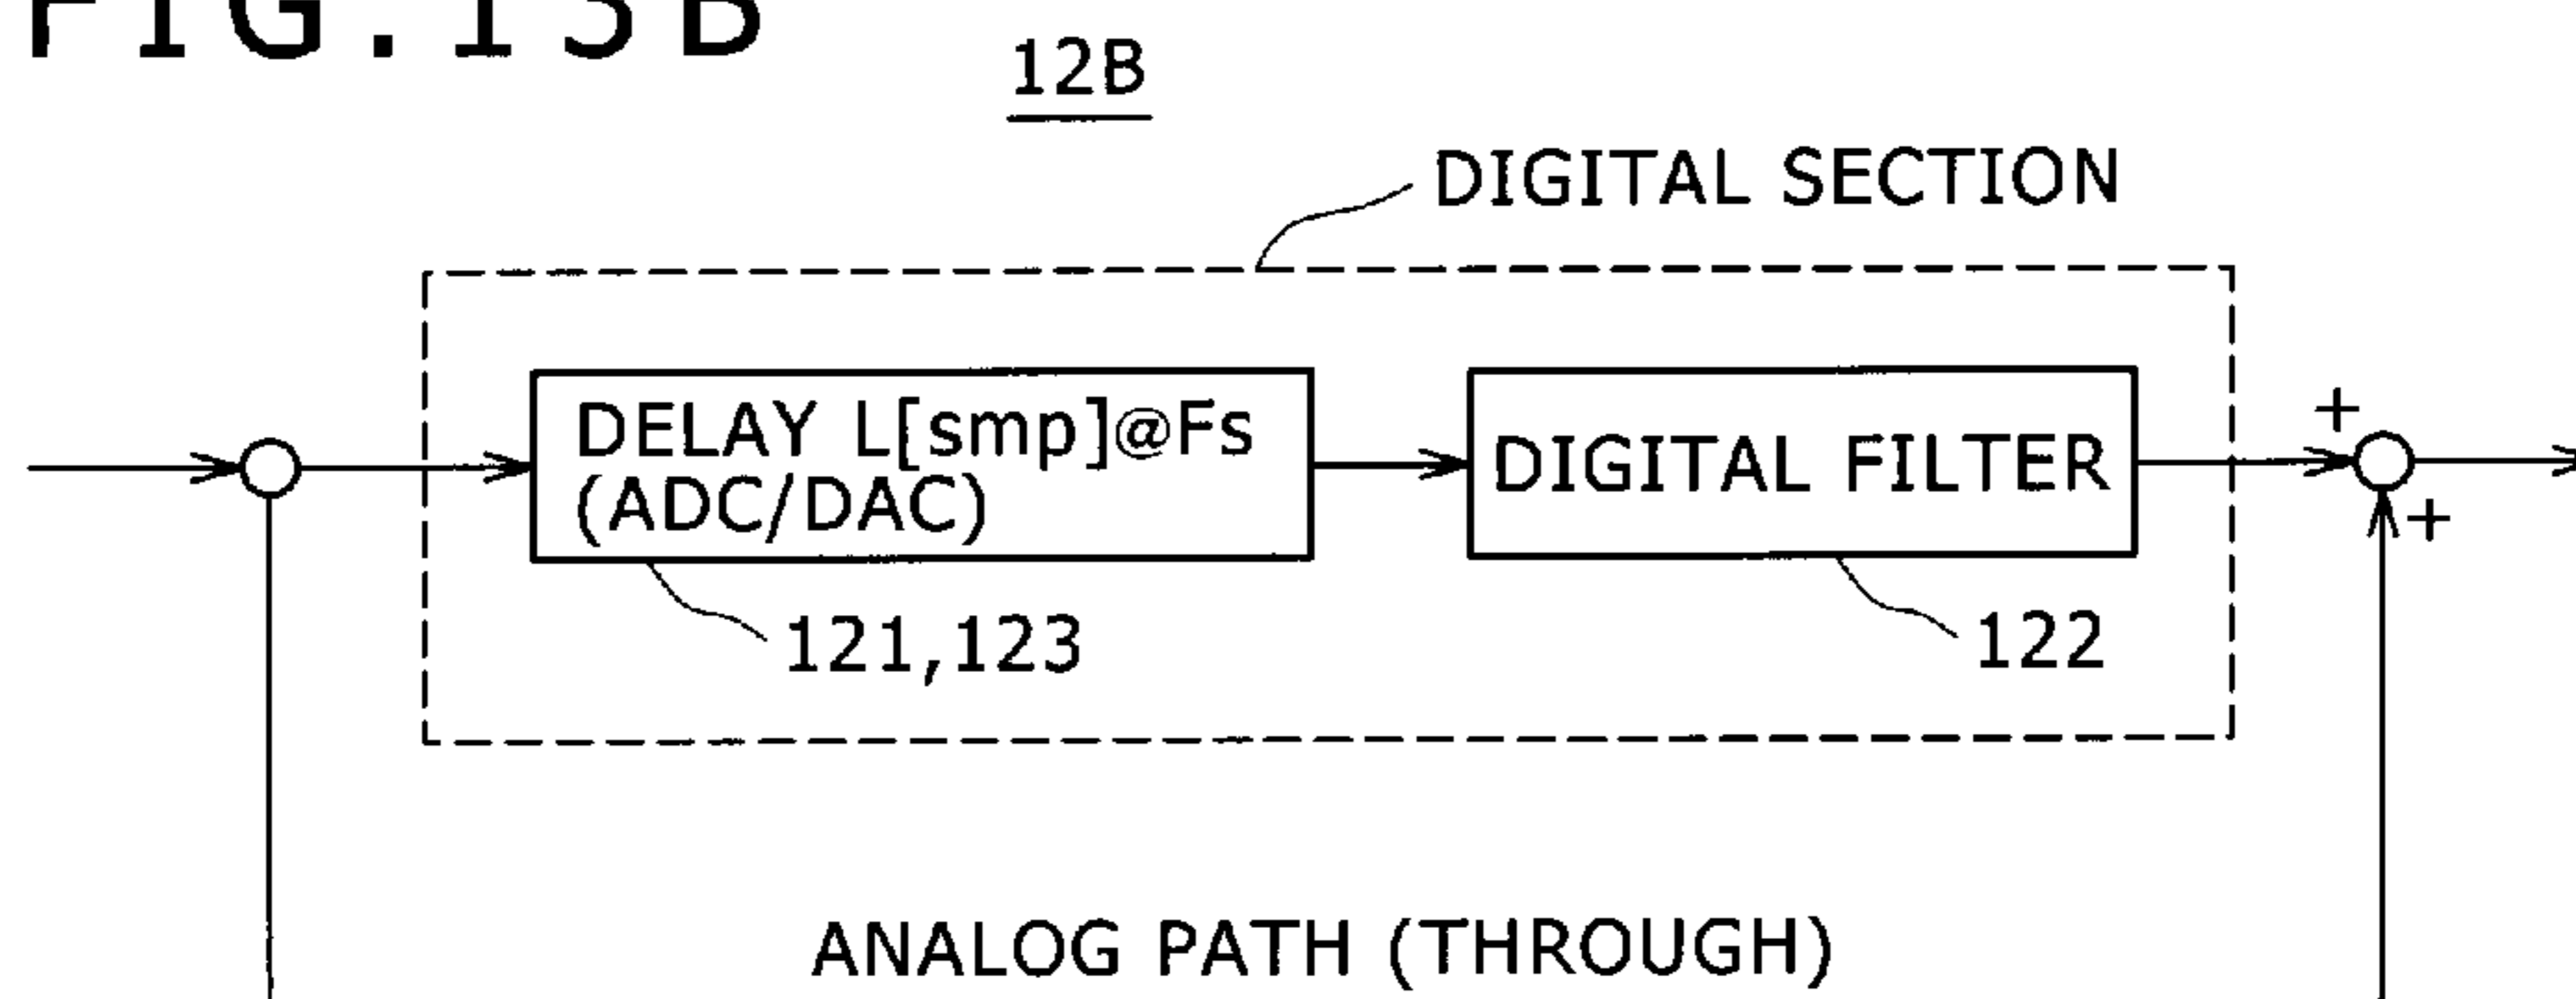 FIG.13B
12B
DIGITAL SECTION
DELAY L[smp]@Fs
(ADC/DAC)
DIGITAL FILTER
+
+
121,123
122
ANALOG PATH (THROUGH)